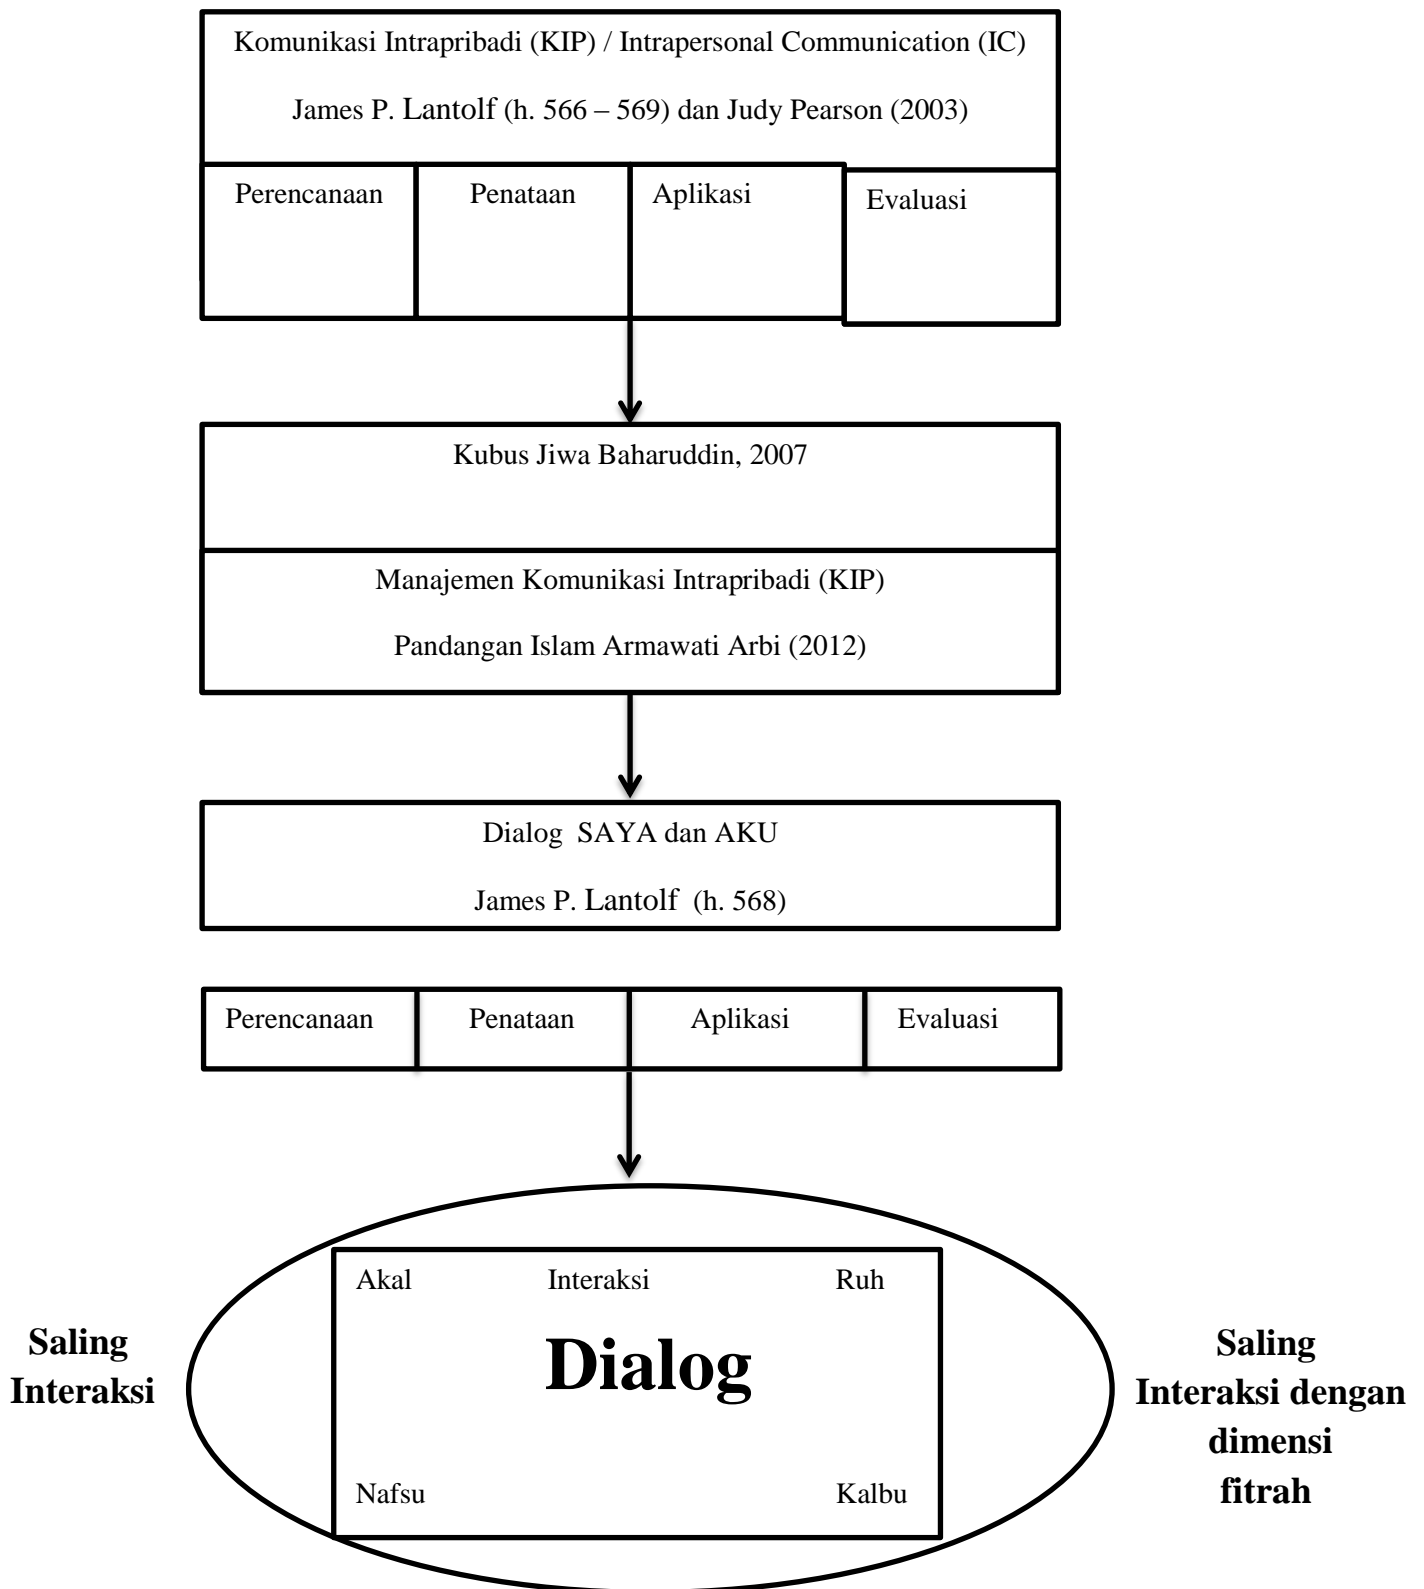 Komunikasi Intrapribadi (KIP) / Intrapersonal Communication (IC)
James P. Lantolf (h. 566 – 569) dan Judy Pearson (2003)
Perencanaan
Penataan
Aplikasi
Evaluasi
Kubus Jiwa Baharuddin, 2007
Manajemen Komunikasi Intrapribadi (KIP)
Pandangan Islam Armawati Arbi (2012)
Dialog  SAYA dan AKU
James P. Lantolf  (h. 568)
Perencanaan
Penataan
Aplikasi
Evaluasi
Akal
Interaksi
Ruh
Dialog
Nafsu
Kalbu
Saling
Interaksi
Saling
Interaksi dengan
dimensi
fitrah